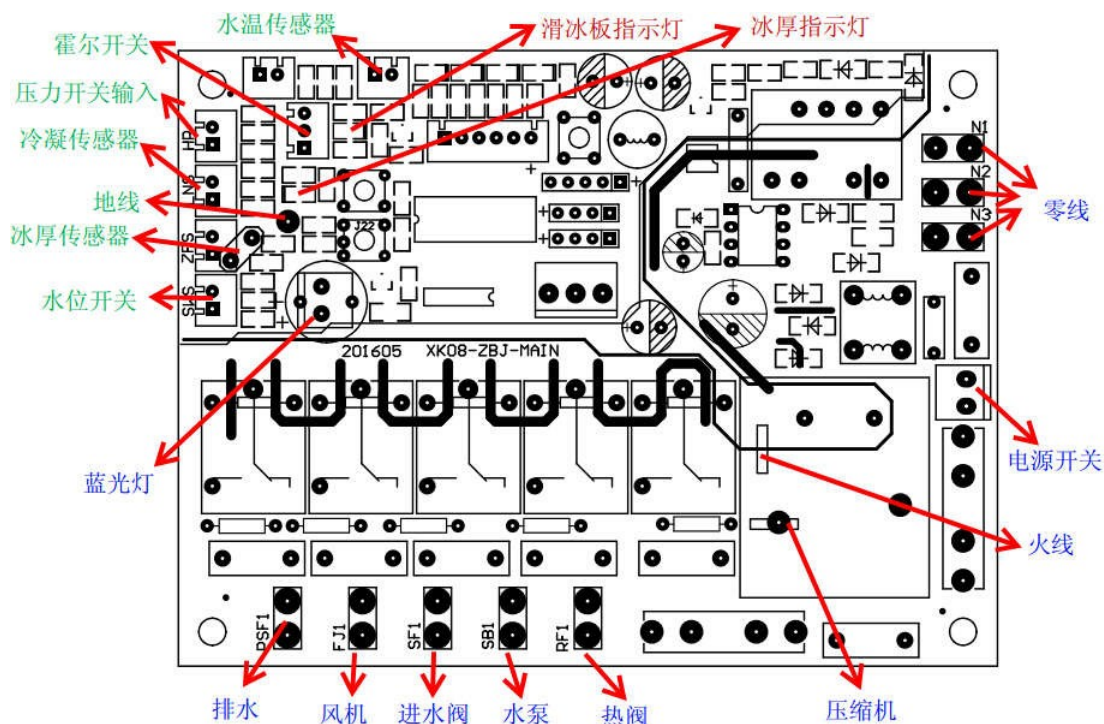 水温传感器
滑冰板指示灯
冰厚指示灯
霍尔开关
压力开关输入
冷凝传感器
地线
冰厚传感器
水位开关
HP
NS
ZFS
SWS
J22
N1
N2
N3
零线
201605 XK08-ZBJ-MAIN
蓝光灯
电源开关
火线
PSF1
FJ1
SF1
SB1
RF1
排水
风机
进水阀
水泵
热阀
压缩机